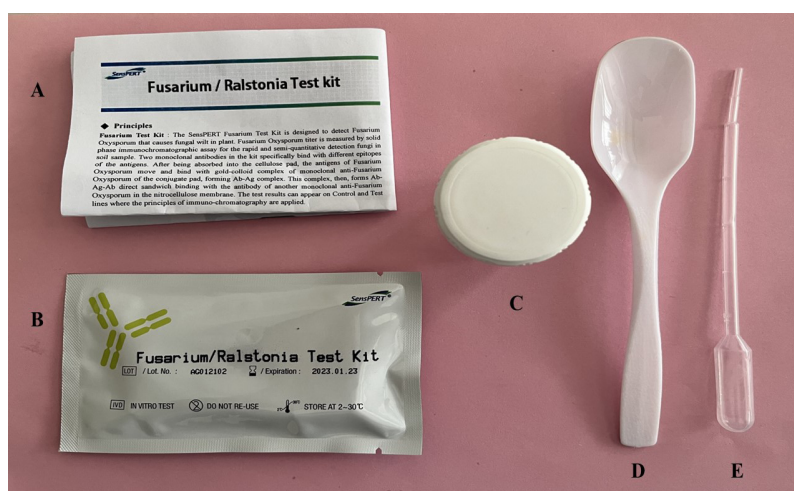 A
SensPERT
Fusarium / Ralstonia Test kit
◆ Principles
Fusarium Test Kit : The SensPERT Fusarium Test Kit is designed to detect Fusarium
Oxysporum that causes fungal wilt in plant. Fusarium Oxysporum titer is measured by solid
phase immunochromatographic assay for the rapid and semi-quantitative detection fungi in
soil sample. Two monoclonal antibodies in the kit specifically bind with different epitopes
of the antigens. After being absorbed into the cellulose pad, the antigens of Fusarium
Oxysporum move and bind with gold-colloid complex of monoclonal anti-Fusarium
Oxysporum of the conjugate pad, forming Ab-Ag complex. This complex, then, forms Ab-
Ag-Ab direct sandwich binding with the antibody of another monoclonal anti-Fusarium
Oxysporum in the nitrocellulose membrane. The test results can appear on Control and Test
lines where the principles of immuno-chromatography are applied.
B
SensPERT
Fusarium/Ralstonia Test Kit
LOT / Lot. No. : AG012102 / Expiration : 2023.01.23
IVD IN VITRO TEST DO NOT RE-USE STORE AT 2~30℃
C
D
E